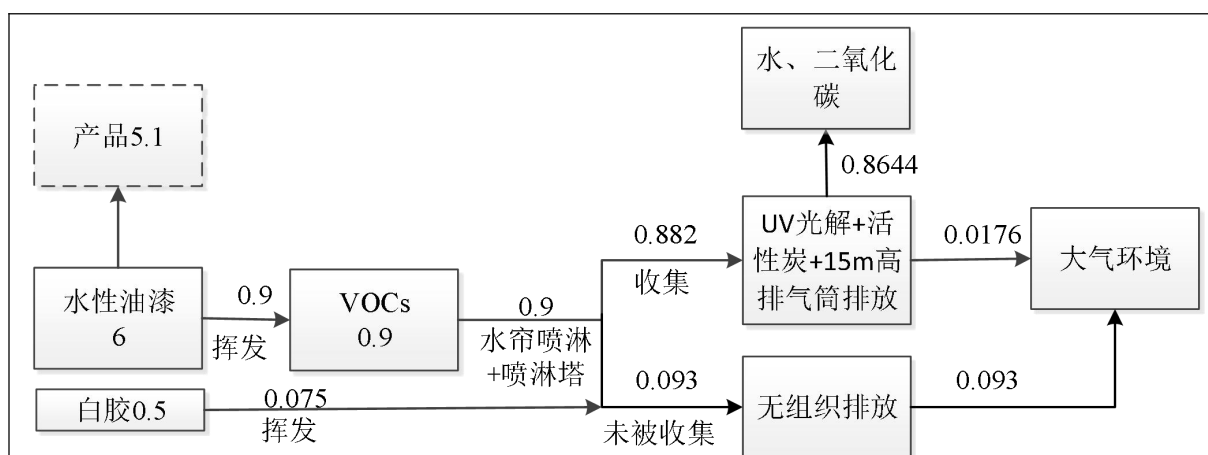 水、二氧化
碳
产品5.1
0.8644
水性油漆
6
0.9
挥发
VOCs
0.9
0.9
水帘喷淋
+喷淋塔
0.882
收集
UV光解+活
性炭+15m高
排气筒排放
0.0176
大气环境
白胶0.5
0.075
挥发
0.093
未被收集
无组织排放
0.093